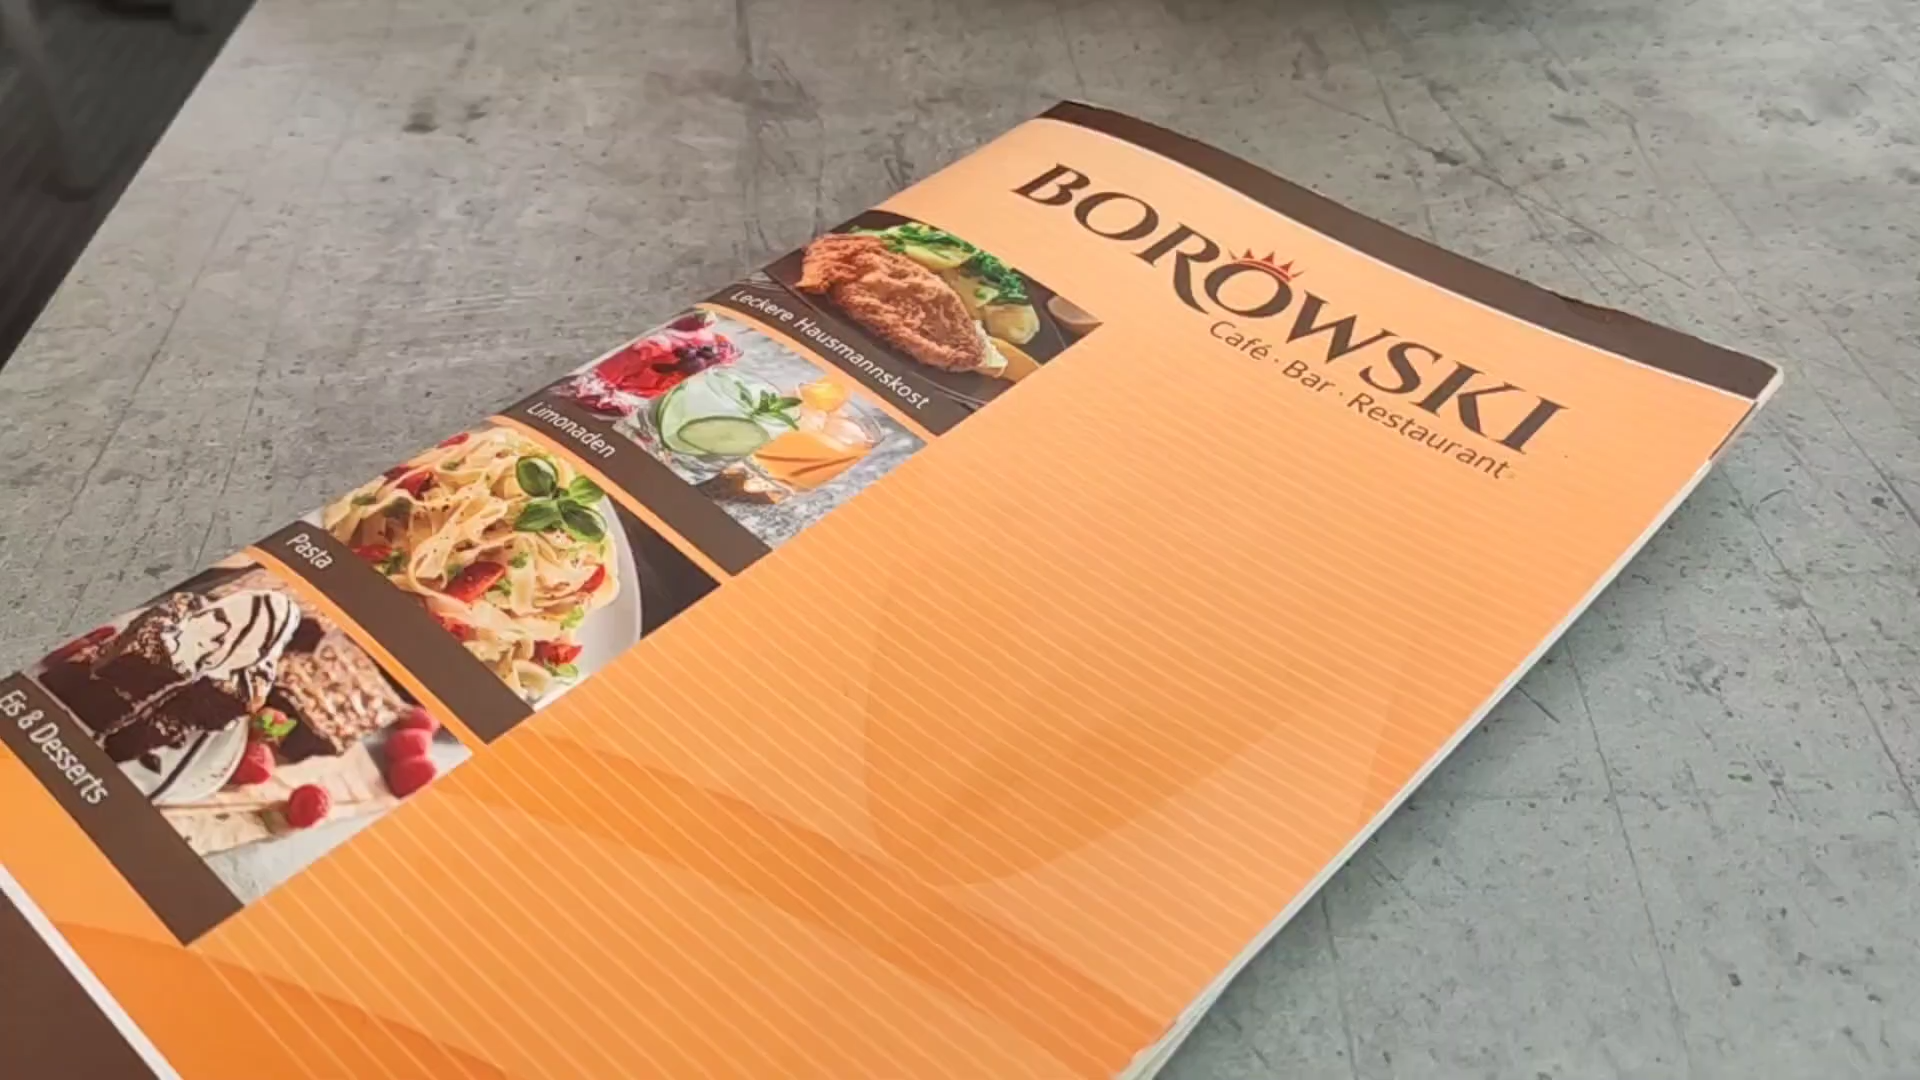 BOROWSKI
Café · Bar · Restaurant
Leckere Hausmannskost
Limonaden
Pasta
Eis & Desserts